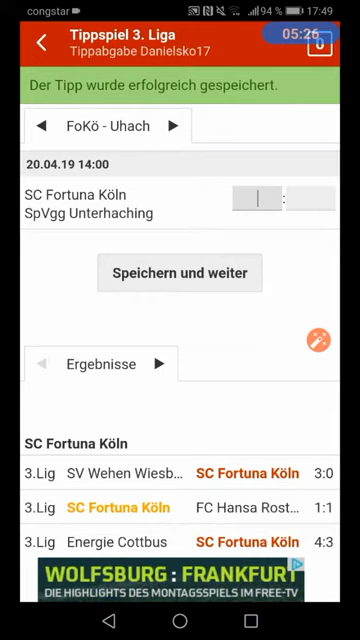 congstar 94 % 17:49
Tippspiel 3. Liga
Tippabgabe Danielsko17
05:26
0
Der Tipp wurde erfolgreich gespeichert.
FoKö - Uhach
20.04.19 14:00
SC Fortuna Köln
SpVgg Unterhaching
:
Speichern und weiter
Ergebnisse
SC Fortuna Köln
3.Lig SV Wehen Wiesb... SC Fortuna Köln 3:0
3.Lig SC Fortuna Köln FC Hansa Rost... 1:1
3.Lig Energie Cottbus SC Fortuna Köln 4:3
WOLFSBURG : FRANKFURT
DIE HIGHLIGHTS DES MONTAGSSPIELS IM FREE-TV